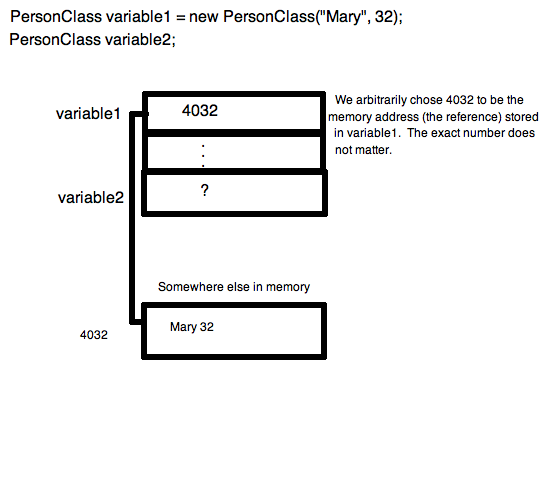 PersonClass variable1 = new PersonClass("Mary", 32);
PersonClass variable2;
variable1
4032
We arbitrarily chose 4032 to be the
memory address (the reference) stored
in variable1. The exact number does
not matter.
.
.
.
variable2
?
Somewhere else in memory
Mary 32
4032